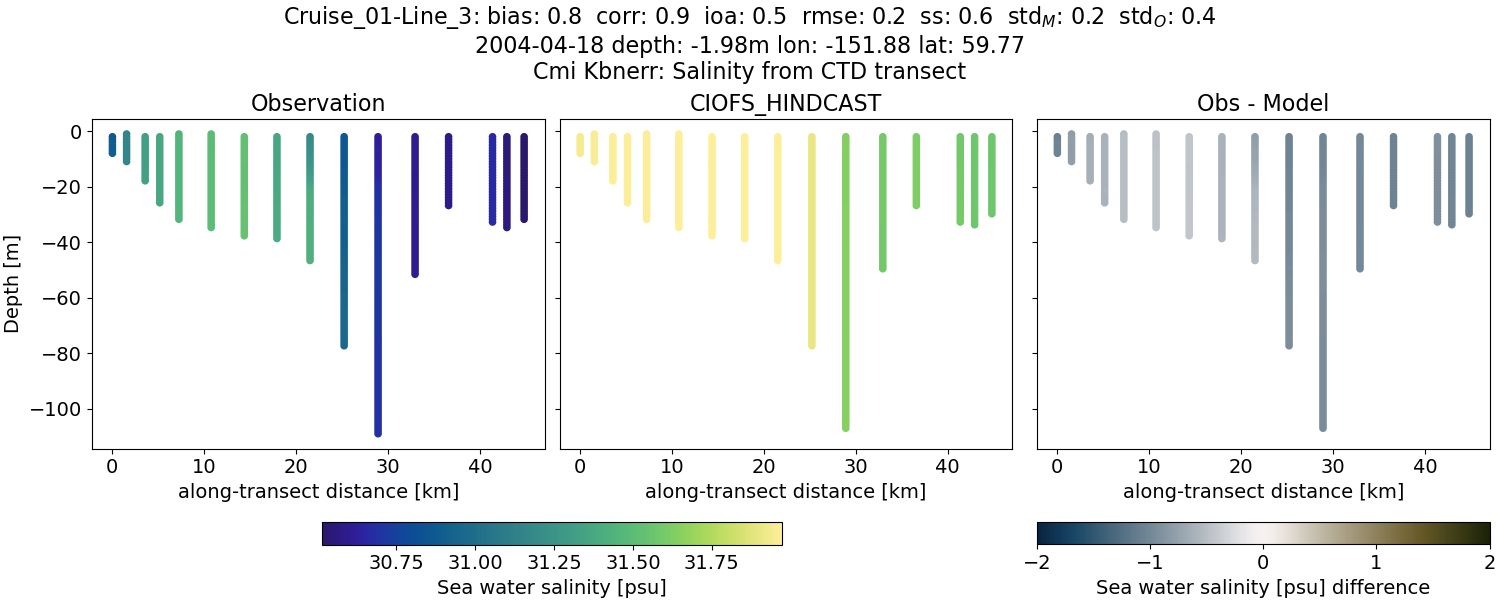 Cruise_01-Line_3: bias: 0.8 corr: 0.9 ioa: 0.5 rmse: 0.2 ss: 0.6 std_M: 0.2 std_O: 0.4
2004-04-18 depth: -1.98m lon: -151.88 lat: 59.77
Cmi Kbnerr: Salinity from CTD transect
Observation
CIOFS_HINDCAST
Obs - Model
Depth [m]
0
−20
−40
−60
−80
−100
0 10 20 30 40
0 10 20 30 40
0 10 20 30 40
along-transect distance [km]
along-transect distance [km]
along-transect distance [km]
30.75 31.00 31.25 31.50 31.75
Sea water salinity [psu]
−2 −1 0 1 2
Sea water salinity [psu] difference